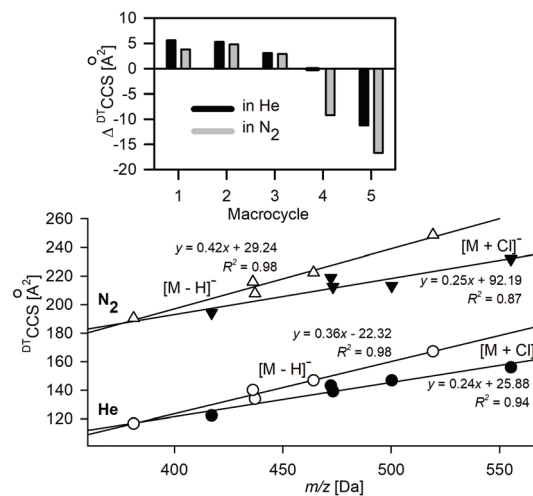 10
5
0
-5
-10
-15
-20
Δ ᴰᵀCCS [Å²]
in He
in N₂
1 2 3 4 5
Macrocycle
260
240
220
200
180
160
140
120
ᴰᵀCCS [Å²]
y = 0.42x + 29.24
R² = 0.98
[M - H]⁻
[M + Cl]⁻
y = 0.25x + 92.19
R² = 0.87
N₂
y = 0.36x - 22.32
R² = 0.98
[M - H]⁻
[M + Cl]
y = 0.24x + 25.88
R² = 0.94
He
400 450 500 550
m/z [Da]